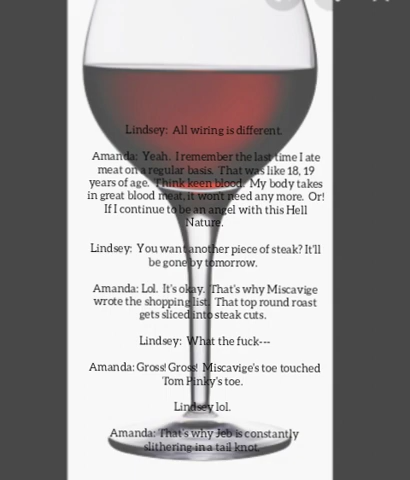 Lindsey:  All wiring is different.
Amanda:  Yeah.  I remember the last time I ate
meat on a regular basis.  That was like 18, 19
years of age.  Think keen blood.  My body takes
in great blood meat, it won't need any more.  Or!
If I continue to be an angel with this Hell
Nature.
Lindsey:  You want another piece of steak? It'll
be gone by tomorrow.
Amanda:  Lol.  It's okay.  That's why Miscavige
wrote the shopping list.  That top round roast
gets sliced into steak cuts.
Lindsey:  What the fuck---
Amanda: Gross! Gross!  Miscavige's toe touched
Tom Pinky's toe.
Lindsey lol.
Amanda: That's why Jeb is constantly
slithering in a tail knot.